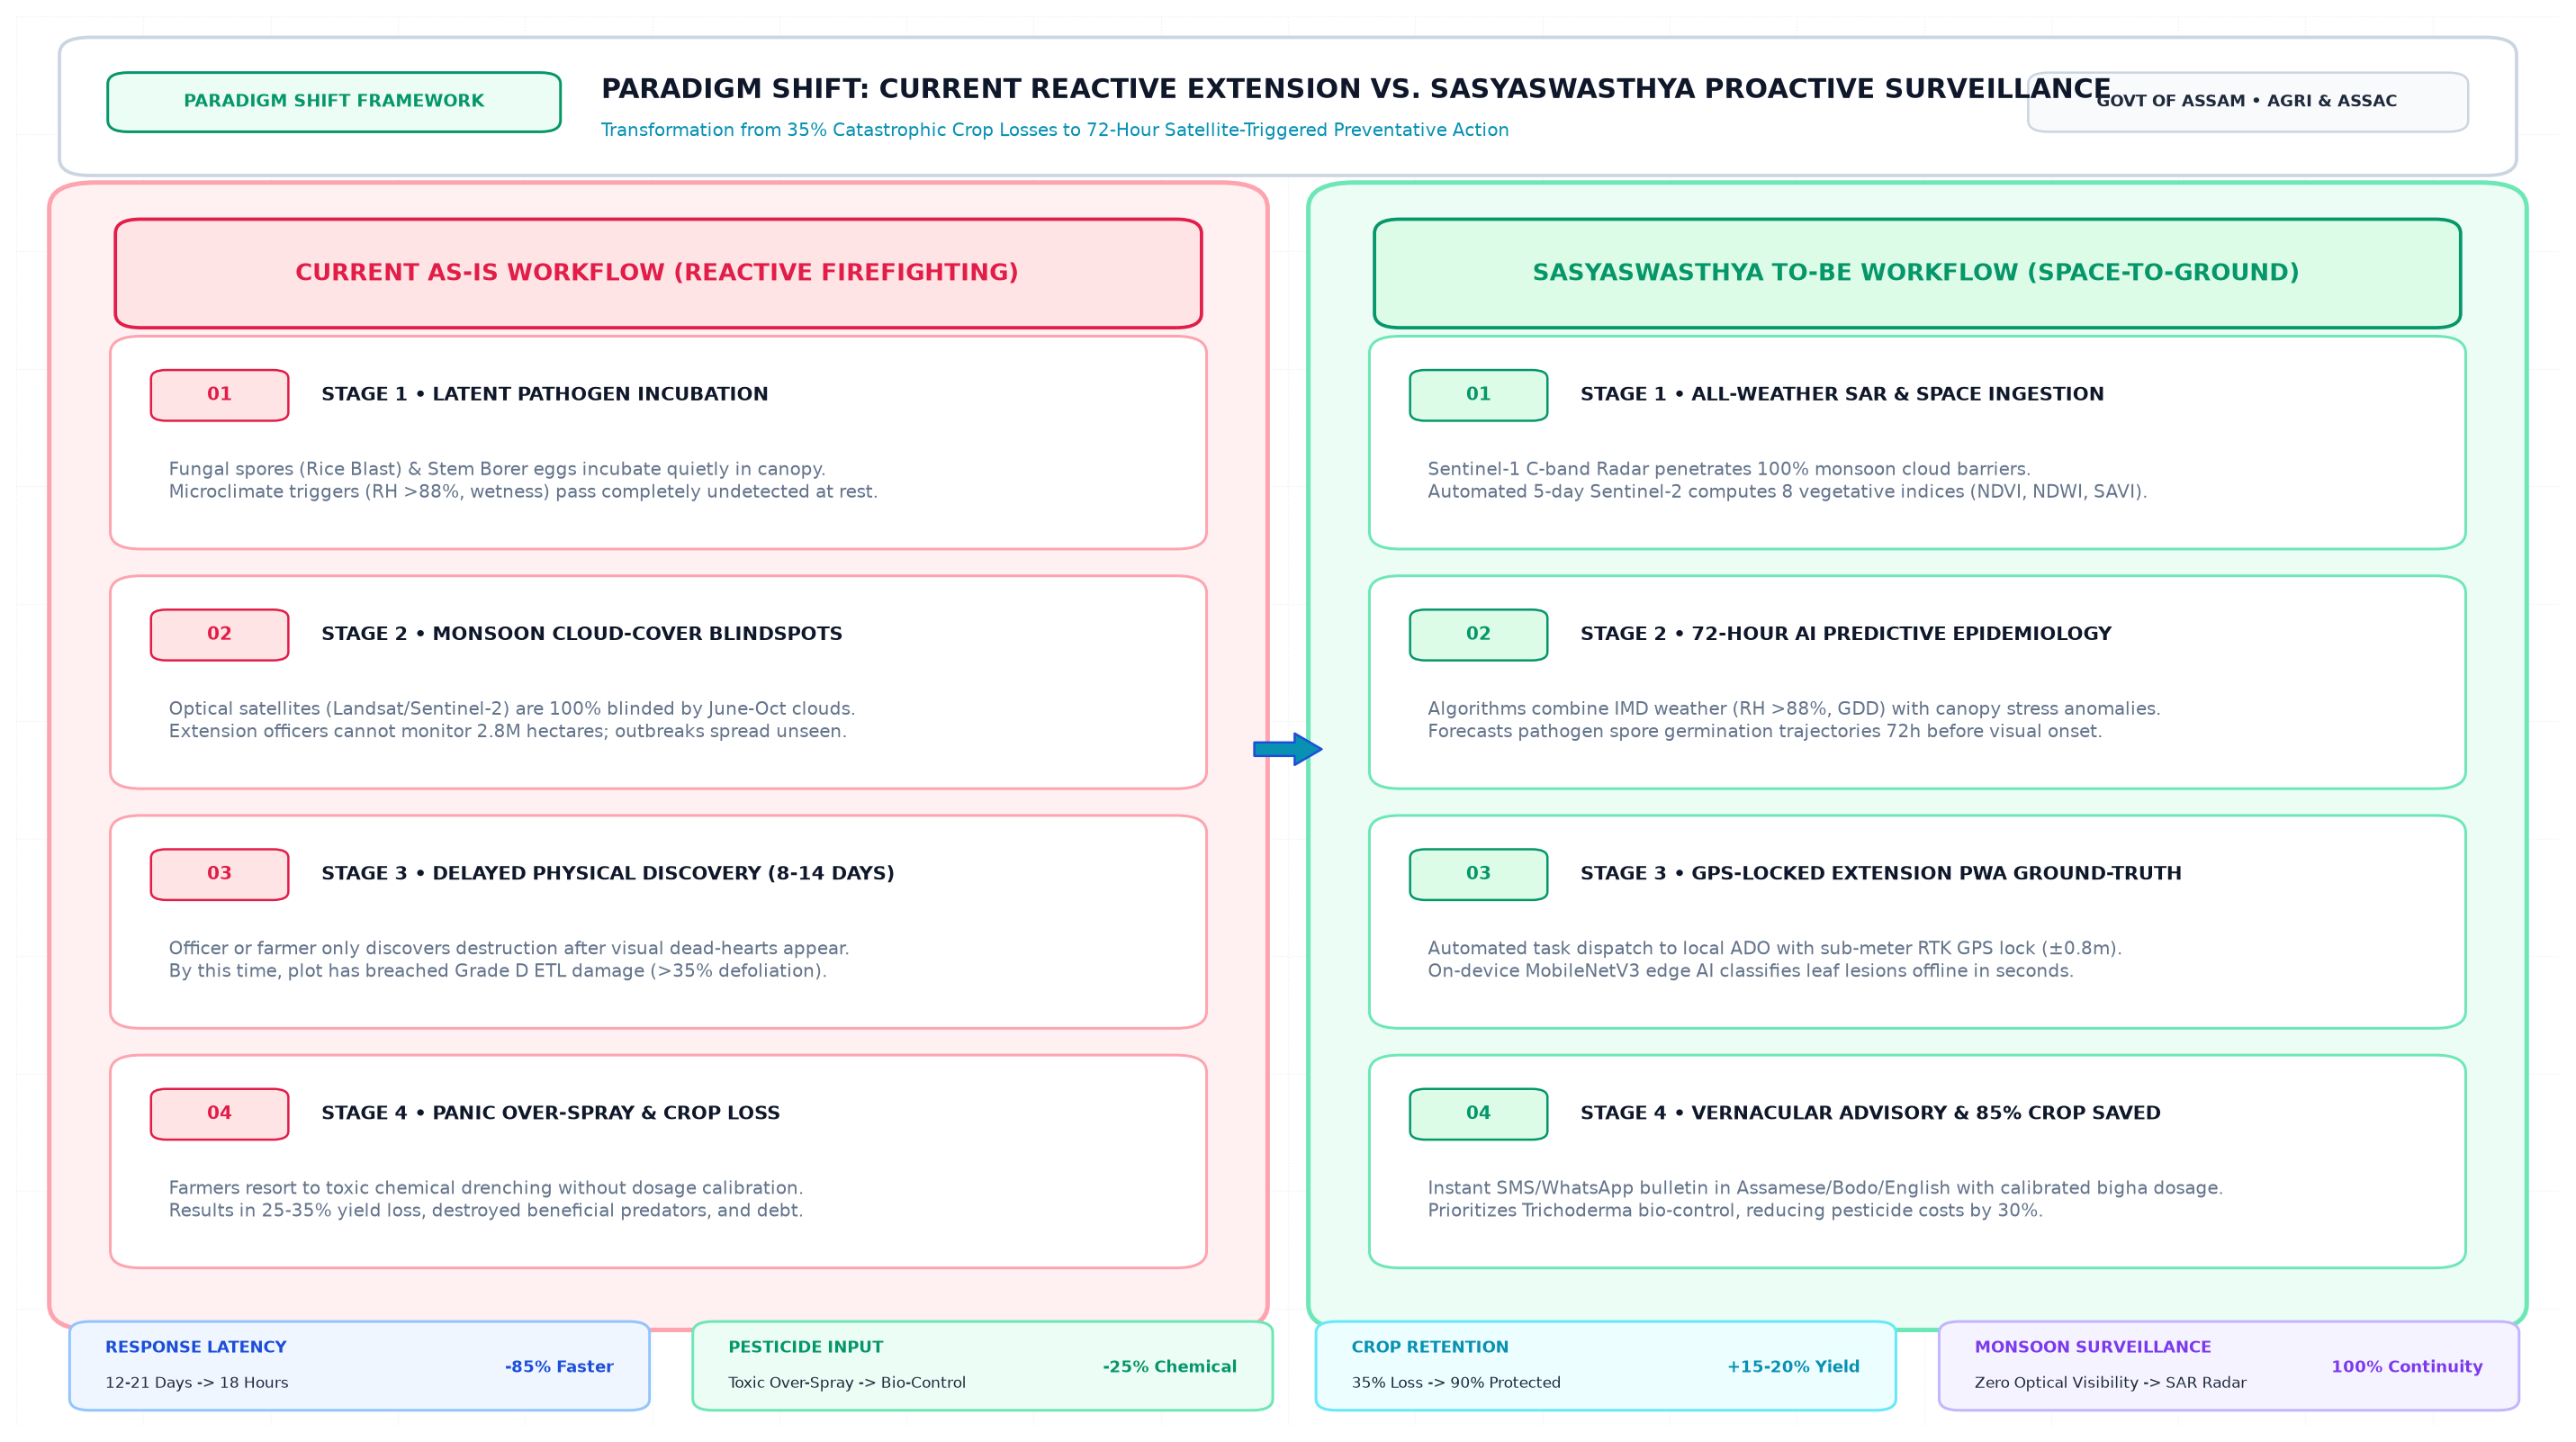 PARADIGM SHIFT FRAMEWORK
PARADIGM SHIFT: CURRENT REACTIVE EXTENSION VS. SASYASWASTHYA PROACTIVE SURVEILLANCE
Transformation from 35% Catastrophic Crop Losses to 72-Hour Satellite-Triggered Preventative Action
GOVT OF ASSAM • AGRI & ASSAC
CURRENT AS-IS WORKFLOW (REACTIVE FIREFIGHTING)
01
STAGE 1 • LATENT PATHOGEN INCUBATION
Fungal spores (Rice Blast) & Stem Borer eggs incubate quietly in canopy.
Microclimate triggers (RH >88%, wetness) pass completely undetected at rest.
02
STAGE 2 • MONSOON CLOUD-COVER BLINDSPOTS
Optical satellites (Landsat/Sentinel-2) are 100% blinded by June-Oct clouds.
Extension officers cannot monitor 2.8M hectares; outbreaks spread unseen.
03
STAGE 3 • DELAYED PHYSICAL DISCOVERY (8-14 DAYS)
Officer or farmer only discovers destruction after visual dead-hearts appear.
By this time, plot has breached Grade D ETL damage (>35% defoliation).
04
STAGE 4 • PANIC OVER-SPRAY & CROP LOSS
Farmers resort to toxic chemical drenching without dosage calibration.
Results in 25-35% yield loss, destroyed beneficial predators, and debt.
SASYASWASTHYA TO-BE WORKFLOW (SPACE-TO-GROUND)
01
STAGE 1 • ALL-WEATHER SAR & SPACE INGESTION
Sentinel-1 C-band Radar penetrates 100% monsoon cloud barriers.
Automated 5-day Sentinel-2 computes 8 vegetative indices (NDVI, NDWI, SAVI).
02
STAGE 2 • 72-HOUR AI PREDICTIVE EPIDEMIOLOGY
Algorithms combine IMD weather (RH >88%, GDD) with canopy stress anomalies.
Forecasts pathogen spore germination trajectories 72h before visual onset.
03
STAGE 3 • GPS-LOCKED EXTENSION PWA GROUND-TRUTH
Automated task dispatch to local ADO with sub-meter RTK GPS lock (±0.8m).
On-device MobileNetV3 edge AI classifies leaf lesions offline in seconds.
04
STAGE 4 • VERNACULAR ADVISORY & 85% CROP SAVED
Instant SMS/WhatsApp bulletin in Assamese/Bodo/English with calibrated bigha dosage.
Prioritizes Trichoderma bio-control, reducing pesticide costs by 30%.
RESPONSE LATENCY
-85% Faster
12-21 Days -> 18 Hours
PESTICIDE INPUT
-25% Chemical
Toxic Over-Spray -> Bio-Control
CROP RETENTION
+15-20% Yield
35% Loss -> 90% Protected
MONSOON SURVEILLANCE
100% Continuity
Zero Optical Visibility -> SAR Radar